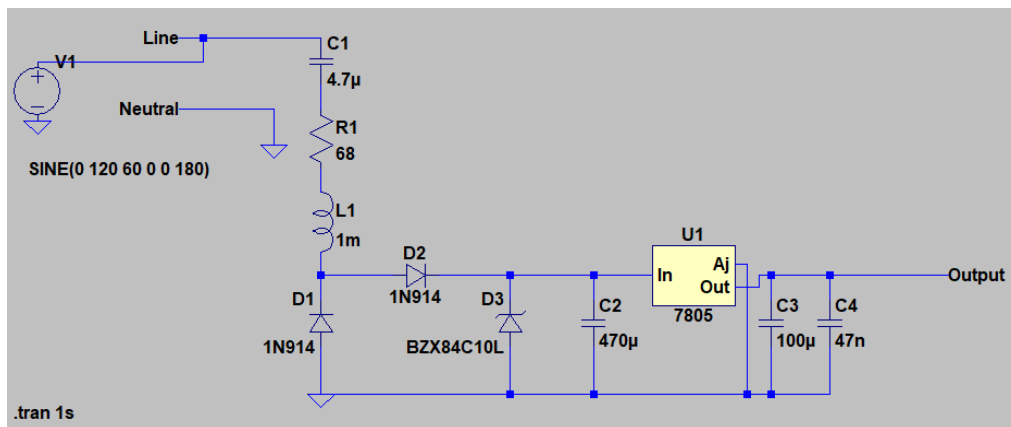 Line
C1
V1
4.7µ
Neutral
R1
68
SINE(0 120 60 0 0 180)
L1
1m
D2
1N914
U1
In
Aj
Out
7805
Output
D1
1N914
D3
BZX84C10L
C2
470µ
C3
100µ
C4
47n
.tran 1s